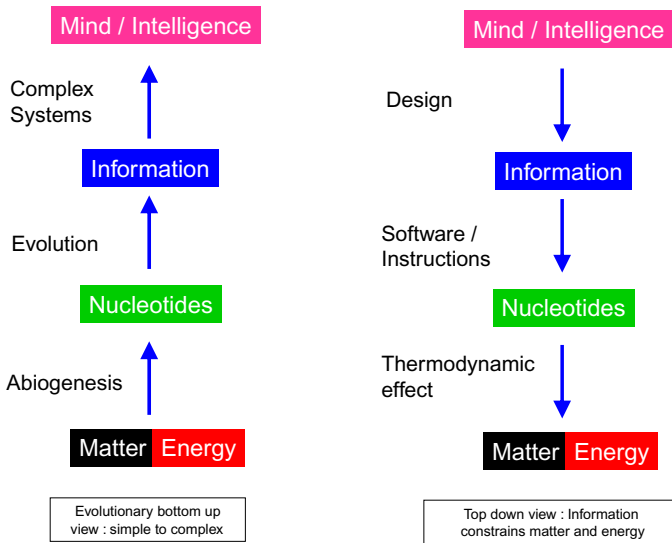 Mind / Intelligence
Complex
Systems
Information
Evolution
Nucleotides
Abiogenesis
Matter Energy
Evolutionary bottom up
view : simple to complex
Mind / Intelligence
Design
Information
Software /
Instructions
Nucleotides
Thermodynamic
effect
Matter Energy
Top down view : Information
constrains matter and energy